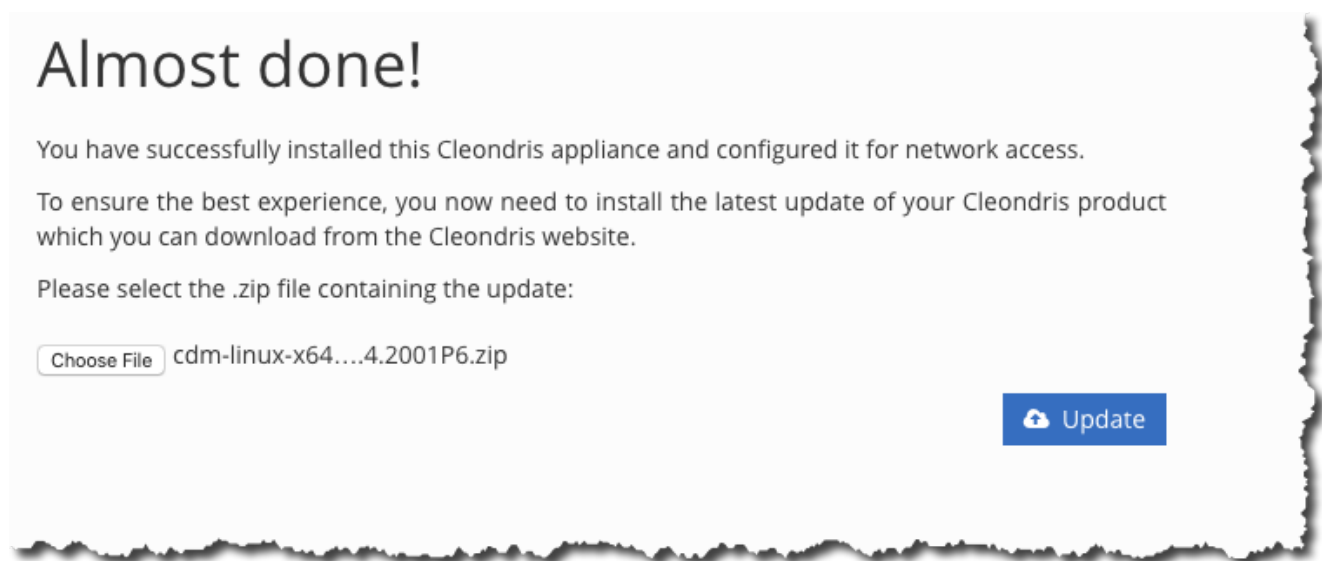 Almost done!
You have successfully installed this Cleondris appliance and configured it for network access.
To ensure the best experience, you now need to install the latest update of your Cleondris product
which you can download from the Cleondris website.
Please select the .zip file containing the update:
Choose File cdm-linux-x64....4.2001P6.zip
Update